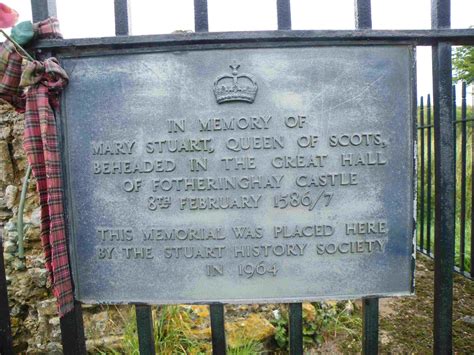 IN MEMORY OF
MARY STUART, QUEEN OF SCOTS,
BEHEADED IN THE GREAT HALL
OF FOTHERINGHAY CASTLE
8TH FEBRUARY 1586/7
THIS MEMORIAL WAS PLACED HERE
BY THE STUART HISTORY SOCIETY
IN 1964